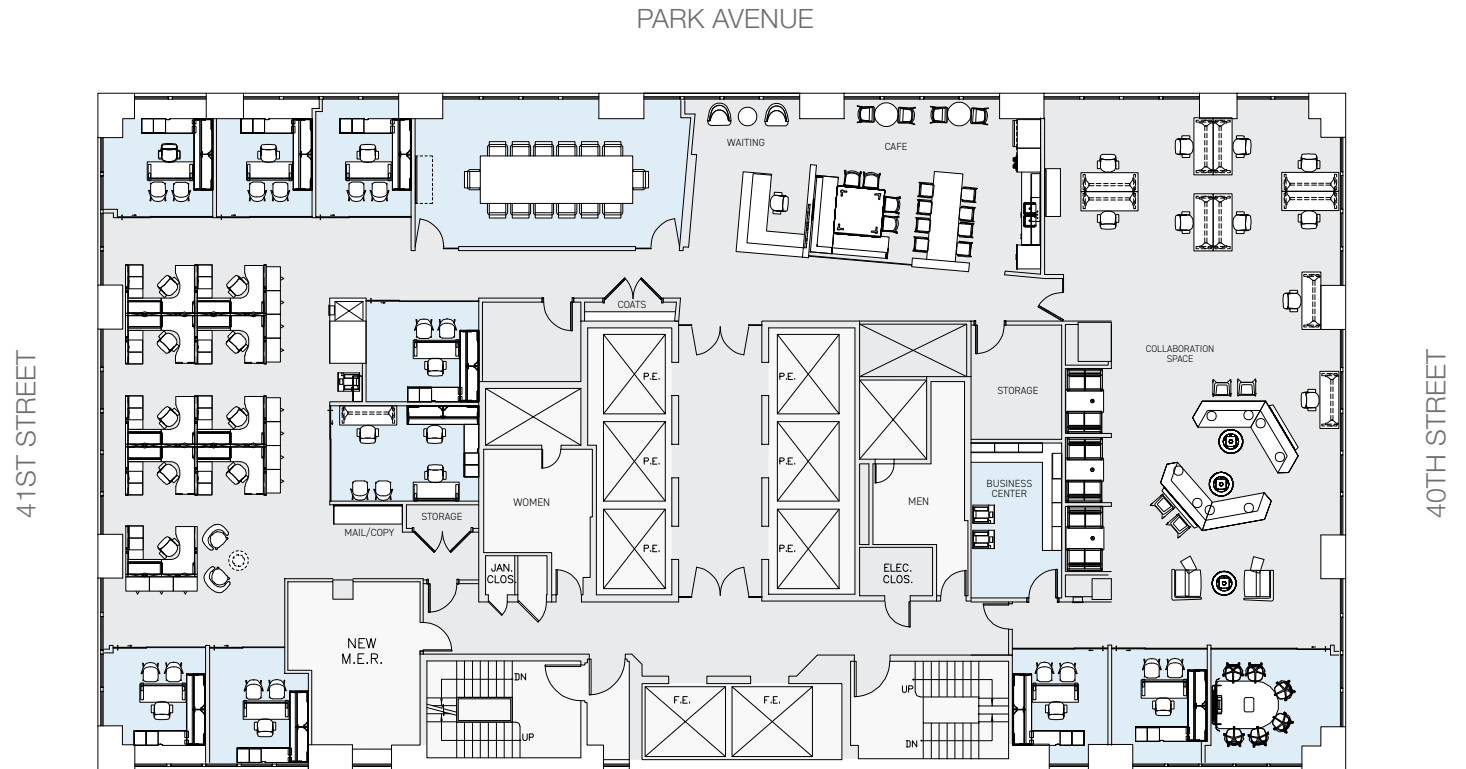 PARK AVENUE
WAITING
CAFE
COATS
COLLABORATION
SPACE
41ST STREET
40TH STREET
P.E.
P.E.
STORAGE
P.E.
P.E.
BUSINESS
CENTER
WOMEN
MEN
STORAGE
MAIL/COPY
P.E.
P.E.
JAN.
CLOS.
ELEC.
CLOS.
NEW
M.E.R.
DN
UP
F.E.
F.E.
UP
DN